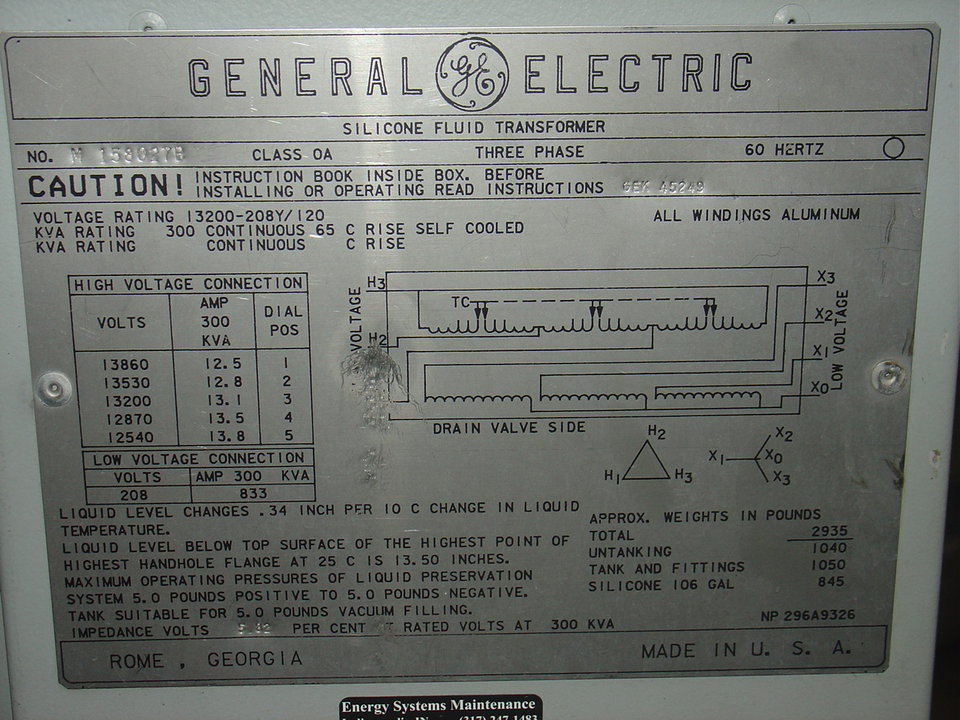 GENERAL GE ELECTRIC
SILICONE FLUID TRANSFORMER
NO. CLASS OA THREE PHASE 60 HERTZ
CAUTION! INSTRUCTION BOOK INSIDE BOX. BEFORE
INSTALLING OR OPERATING READ INSTRUCTIONS GEK 45249
VOLTAGE RATING 13200-208Y/120 ALL WINDINGS ALUMINUM
KVA RATING 300 CONTINUOUS 65 C RISE SELF COOLED
KVA RATING CONTINUOUS C RISE
HIGH VOLTAGE CONNECTION
VOLTS AMP 300 KVA DIAL POS
13860 12.5 1
13530 12.8 2
13200 13.1 3
12870 13.5 4
12540 13.8 5
LOW VOLTAGE CONNECTION
VOLTS AMP 300 KVA
208 833
H3
VOLTAGE
H2
TC
X3
X2
X1
X0
LOW VOLTAGE
DRAIN VALVE SIDE
H2
H1 H3
X2
X1 X0
X3
LIQUID LEVEL CHANGES .34 INCH PER 10 C CHANGE IN LIQUID
TEMPERATURE.
LIQUID LEVEL BELOW TOP SURFACE OF THE HIGHEST POINT OF
HIGHEST HANDHOLE FLANGE AT 25 C IS 13.50 INCHES.
MAXIMUM OPERATING PRESSURES OF LIQUID PRESERVATION
SYSTEM 5.0 POUNDS POSITIVE TO 5.0 POUNDS NEGATIVE.
TANK SUITABLE FOR 5.0 POUNDS VACUUM FILLING.
IMPEDANCE VOLTS PER CENT RATED VOLTS AT 300 KVA
APPROX. WEIGHTS IN POUNDS
TOTAL 2935
UNTANKING 1040
TANK AND FITTINGS 1050
SILICONE 106 GAL 845
NP 296A9326
ROME, GEORGIA MADE IN U. S. A.
Energy Systems Maintenance
(317) 247-1483